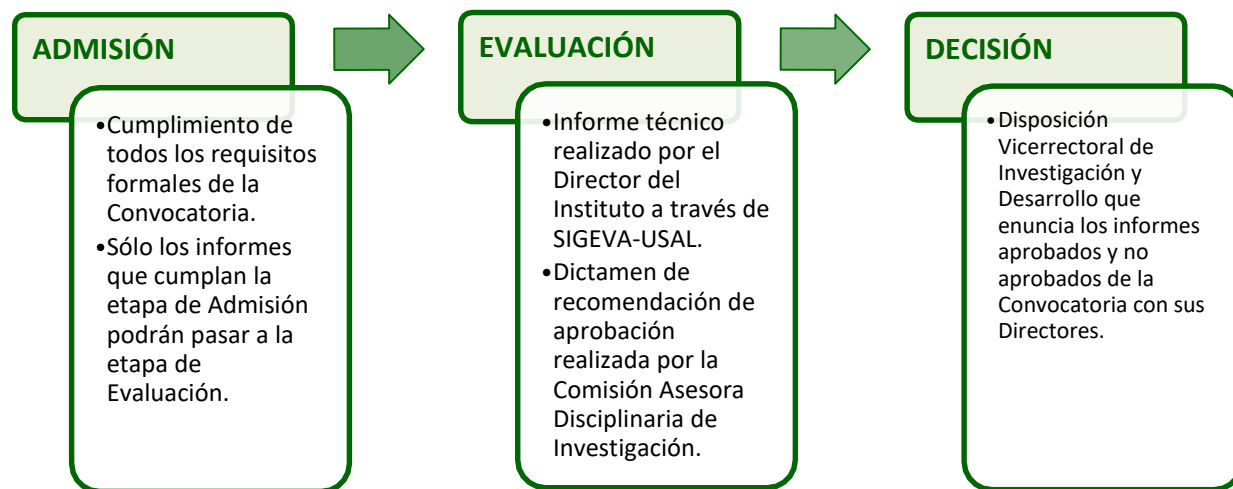 ADMISIÓN
•Cumplimiento de
todos los requisitos
formales de la
Convocatoria.
•Sólo los informes
que cumplan la
etapa de Admisión
podrán pasar a la
etapa de
Evaluación.
EVALUACIÓN
•Informe técnico
realizado por el
Director del
Instituto a través de
SIGEVA-USAL.
•Dictamen de
recomendación de
aprobación
realizada por la
Comisión Asesora
Disciplinaria de
Investigación.
DECISIÓN
•Disposición
Vicerrectoral de
Investigación y
Desarrollo que
enuncia los informes
aprobados y no
aprobados de la
Convocatoria con sus
Directores.